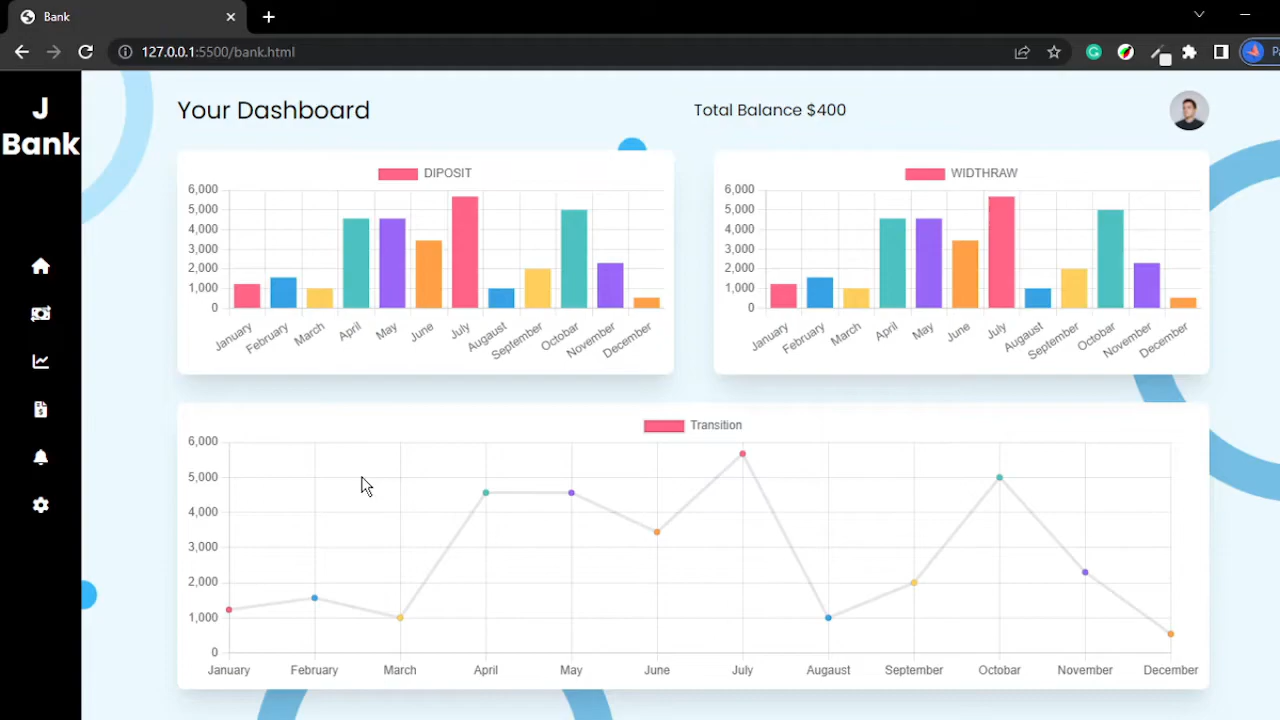 Bank
127.0.0.1:5500/bank.html
J
Bank
Your Dashboard
Total Balance $400
DIPOSIT
6,000
5,000
4,000
3,000
2,000
1,000
0
January
February
March
April
May
June
July
Augaust
September
Octobar
November
December
WIDTHRAW
6,000
5,000
4,000
3,000
2,000
1,000
0
January
February
March
April
May
June
July
Augaust
September
Octobar
November
December
Transition
6,000
5,000
4,000
3,000
2,000
1,000
0
January
February
March
April
May
June
July
Augaust
September
Octobar
November
December